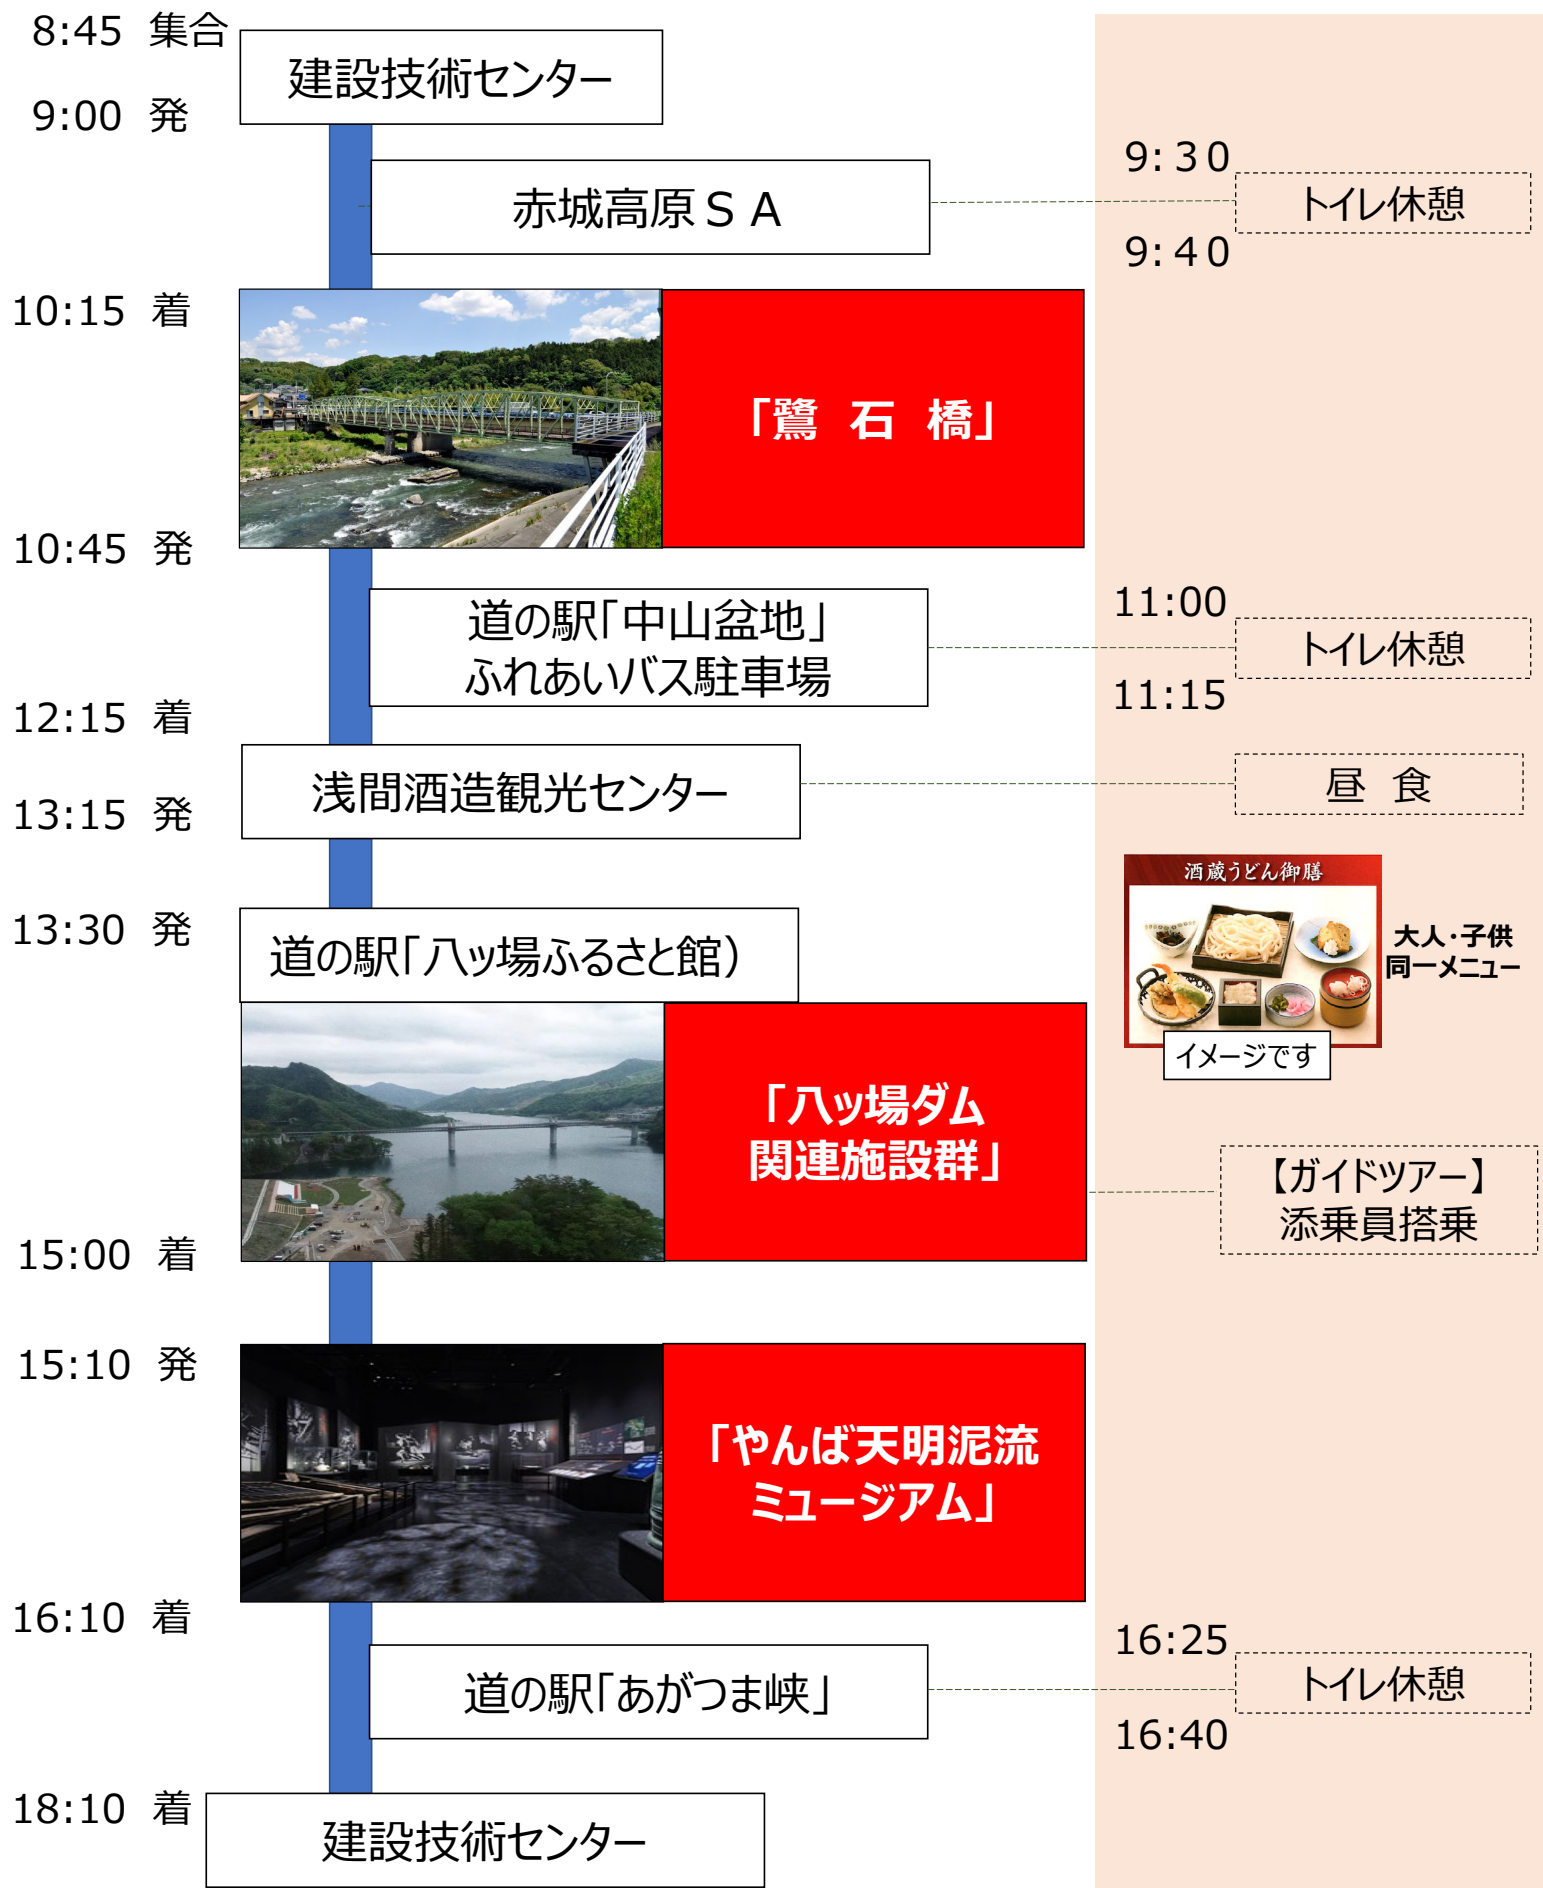 8:45 集合
建設技術センター
9:00 発
赤城高原ＳＡ
9:３０
トイレ休憩
9:４０
10:15 着
「鷺 石 橋」
10:45 発
道の駅「中山盆地」
ふれあいバス駐車場
11:00
トイレ休憩
11:15
12:15 着
浅間酒造観光センター
昼 食
13:15 発
酒蔵うどん御膳
大人・子供
同一メニュー
イメージです
13:30 発
道の駅「八ッ場ふるさと館）
「八ッ場ダム
関連施設群」
【ガイドツアー】
添乗員搭乗
15:00 着
15:10 発
「やんば天明泥流
ミュージアム」
16:10 着
道の駅「あがつま峡」
16:25
トイレ休憩
16:40
18:10 着
建設技術センター